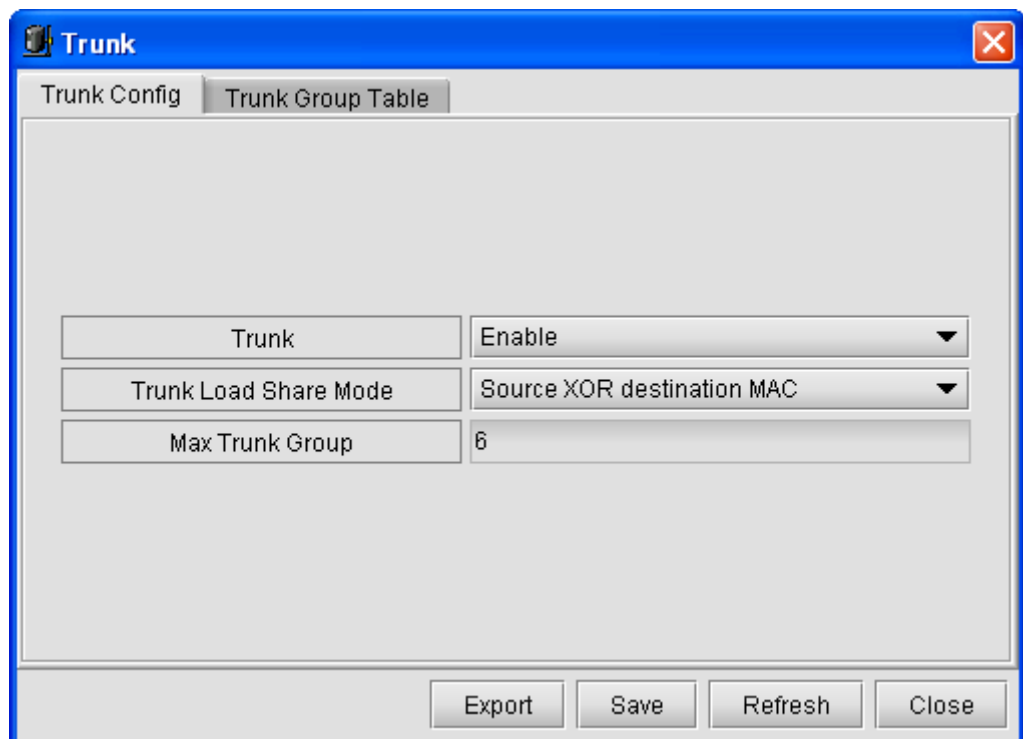 Trunk
Trunk Config Trunk Group Table
Trunk Enable
Trunk Load Share Mode Source XOR destination MAC
Max Trunk Group 6
Export Save Refresh Close